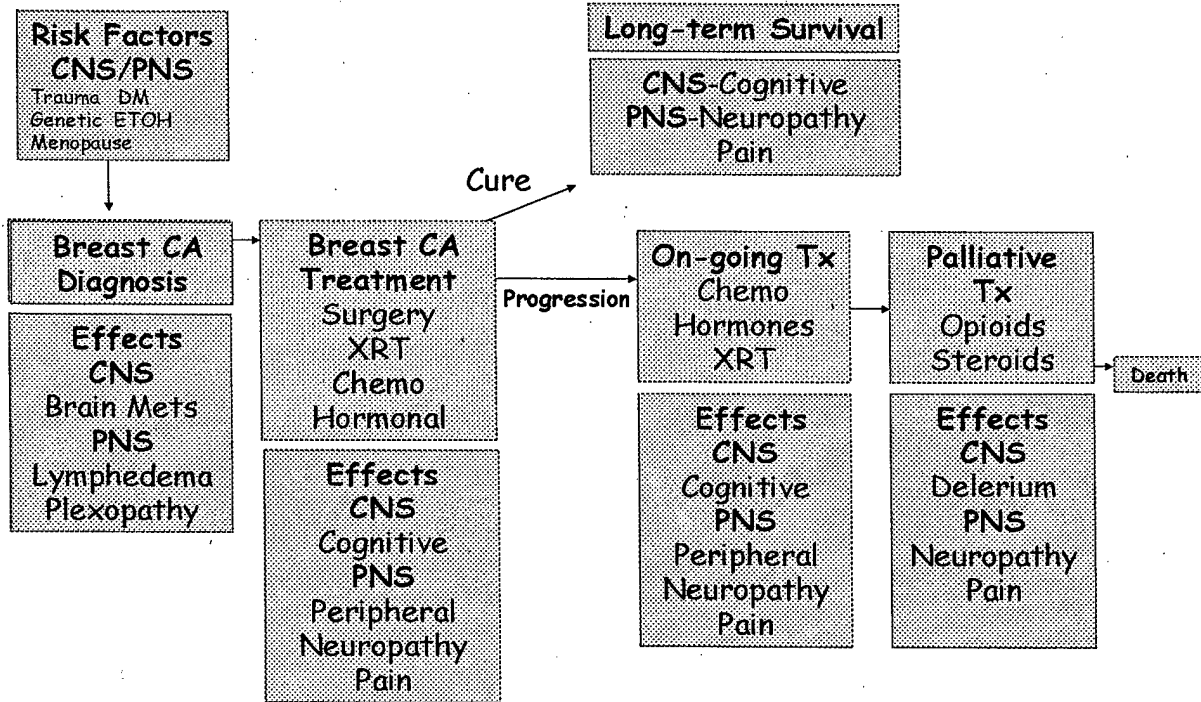 Risk Factors
CNS/PNS
Trauma DM
Genetic ETOH
Menopause
Breast CA
Diagnosis
Effects
CNS
Brain Mets
PNS
Lymphedema
Plexopathy
Breast CA
Treatment
Surgery
XRT
Chemo
Hormonal
Effects
CNS
Cognitive
PNS
Peripheral
Neuropathy
Pain
Cure
Long-term Survival
CNS-Cognitive
PNS-Neuropathy
Pain
Progression
On-going Tx
Chemo
Hormones
XRT
Effects
CNS
Cognitive
PNS
Peripheral
Neuropathy
Pain
Palliative
Tx
Opioids
Steroids
Effects
CNS
Delerium
PNS
Neuropathy
Pain
Death